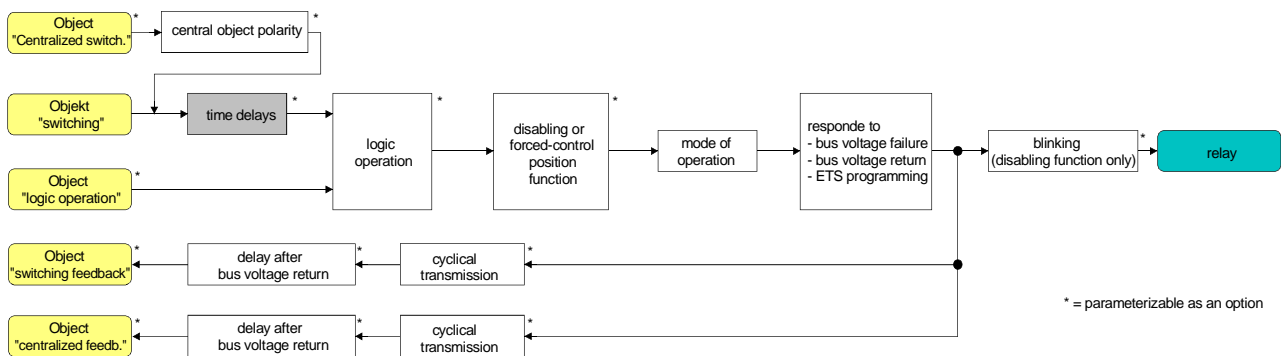 Object
"Centralized switch."
*
central object polarity
*
Objekt
"switching"
time delays
*
logic
operation
*
disabling or
forced-control
position
function
*
mode of
operation
responde to
- bus voltage failure
- bus voltage return
- ETS programming
blinking
(disabling function only)
*
relay
Object
"logic operation"
*
Object
"switching feedback"
*
delay after
bus voltage return
*
cyclical
transmission
*
* = parameterizable as an option
Object
"centralized feedb."
*
delay after
bus voltage return
*
cyclical
transmission
*